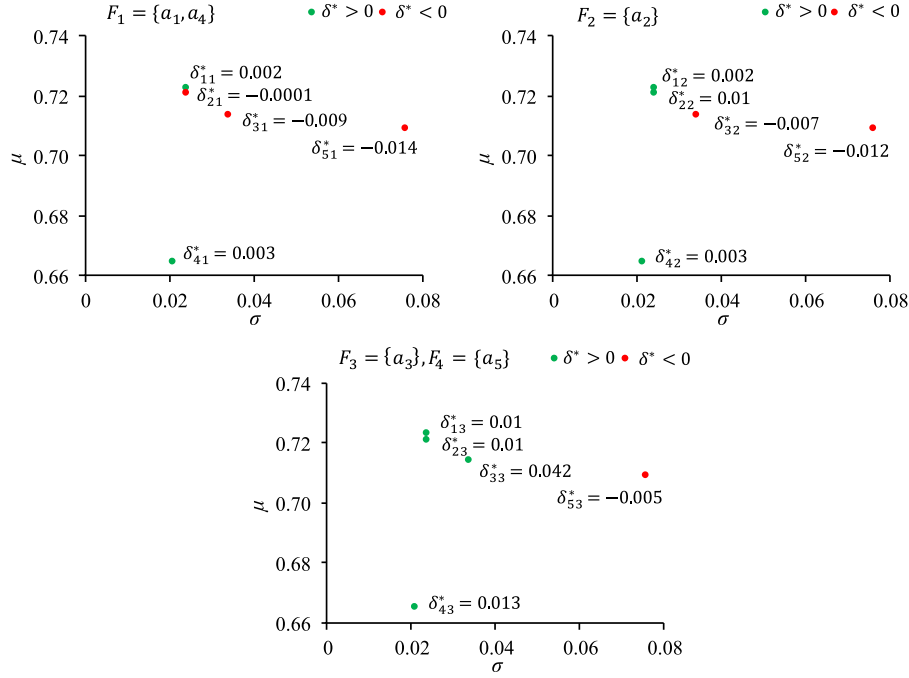 F₁ = {a₁, a₄} δ* > 0 δ* < 0
0.74
0.72
0.70
0.68
0.66
μ
δ*₁₁ = 0.002
δ*₂₁ = −0.0001
δ*₃₁ = −0.009
δ*₅₁ = −0.014
δ*₄₁ = 0.003
0 0.02 0.04 0.06 0.08
σ
F₂ = {a₂} δ* > 0 δ* < 0
0.74
0.72
0.70
0.68
0.66
μ
δ*₁₂ = 0.002
δ*₂₂ = 0.01
δ*₃₂ = −0.007
δ*₅₂ = −0.012
δ*₄₂ = 0.003
0 0.02 0.04 0.06 0.08
σ
F₃ = {a₃}, F₄ = {a₅} δ* > 0 δ* < 0
0.74
0.72
0.70
0.68
0.66
μ
δ*₁₃ = 0.01
δ*₂₃ = 0.01
δ*₃₃ = 0.042
δ*₅₃ = −0.005
δ*₄₃ = 0.013
0 0.02 0.04 0.06 0.08
σ